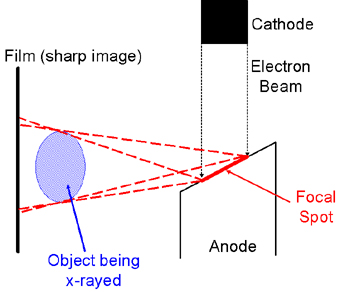 Cathode
Film (sharp image)
Electron
Beam
Focal
Spot
Anode
Object being
x-rayed